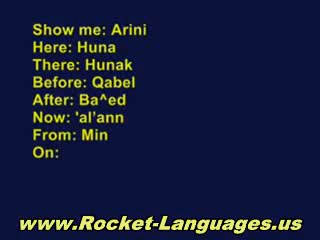 Show me: Arini
Here: Huna
There: Hunak
Before: Qabel
After: Ba^ed
Now: 'al'ann
From: Min
On:
www.Rocket-Languages.us